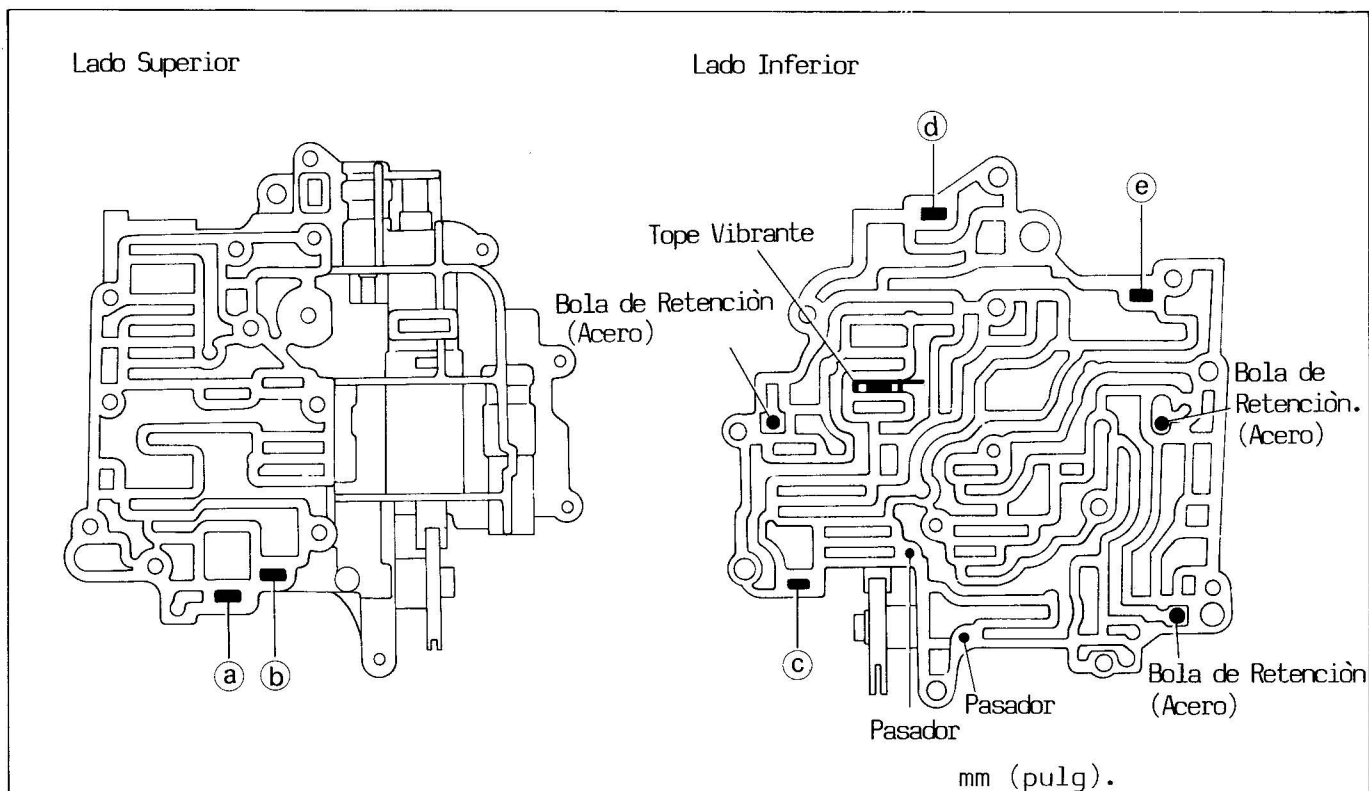 Lado Superior
ⓐ
ⓑ
Lado Inferior
ⓓ
ⓔ
Tope Vibrante
Bola de Retenciòn
(Acero)
Bola de
Retenciòn.
(Acero)
ⓒ
Bola de Retenciòn
(Acero)
Pasador
Pasador
mm (pulg).